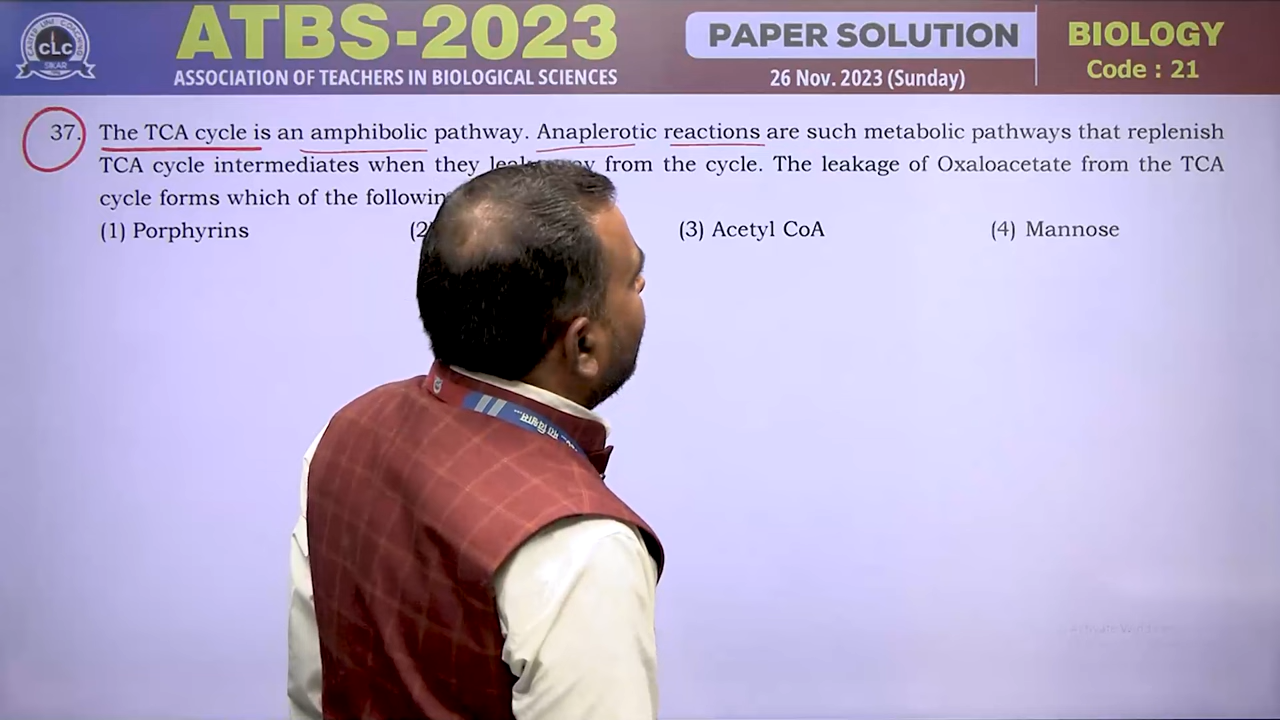 ATBS-2023
ASSOCIATION OF TEACHERS IN BIOLOGICAL SCIENCES
PAPER SOLUTION
26 Nov. 2023 (Sunday)
BIOLOGY
Code : 21
CLC
SIKAR
37. The TCA cycle is an amphibolic pathway. Anaplerotic reactions are such metabolic pathways that replenish
TCA cycle intermediates when they from the cycle. The leakage of Oxaloacetate from the TCA
cycle forms which of the
(1) Porphyrins (2) (3) Acetyl CoA (4) Mannose